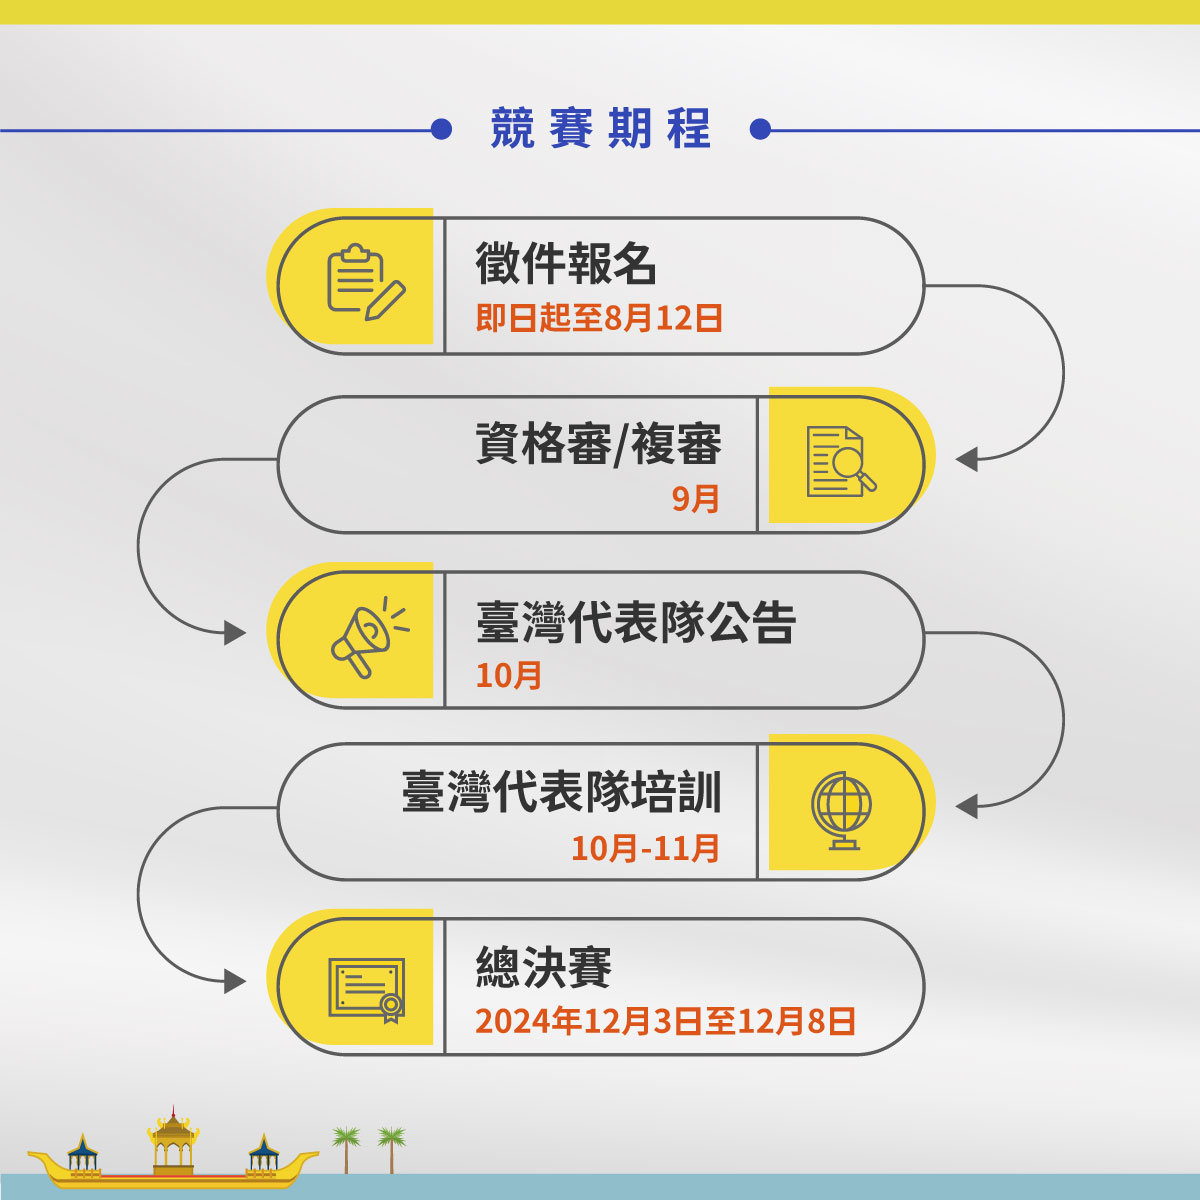 競賽期程
徵件報名
即日起至8月12日
資格審/複審
9月
臺灣代表隊公告
10月
臺灣代表隊培訓
10月-11月
總決賽
2024年12月3日至12月8日